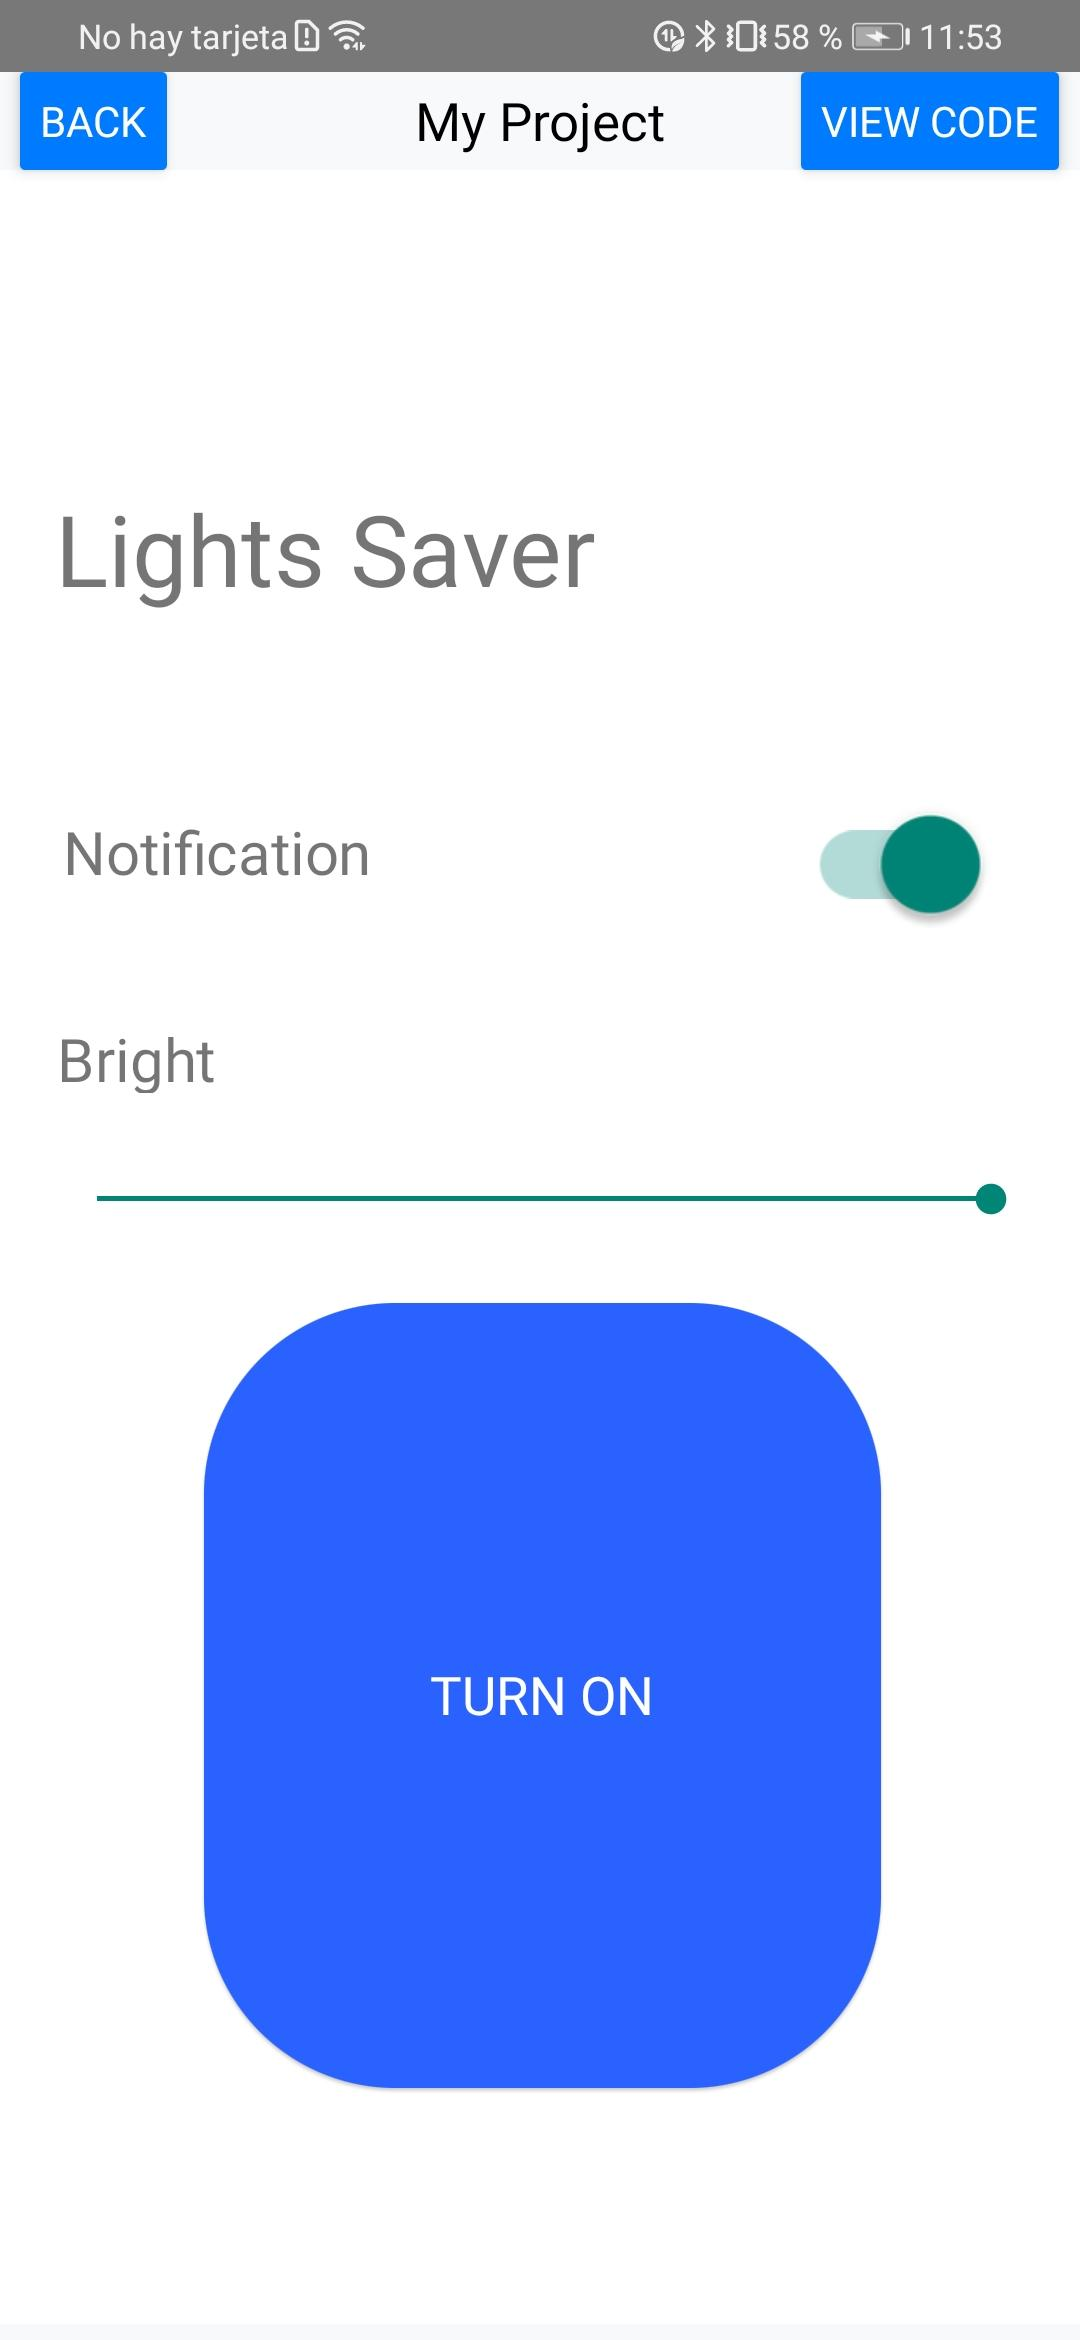 No hay tarjeta 58 % 11:53
BACK My Project VIEW CODE
Lights Saver
Notification
Bright
TURN ON